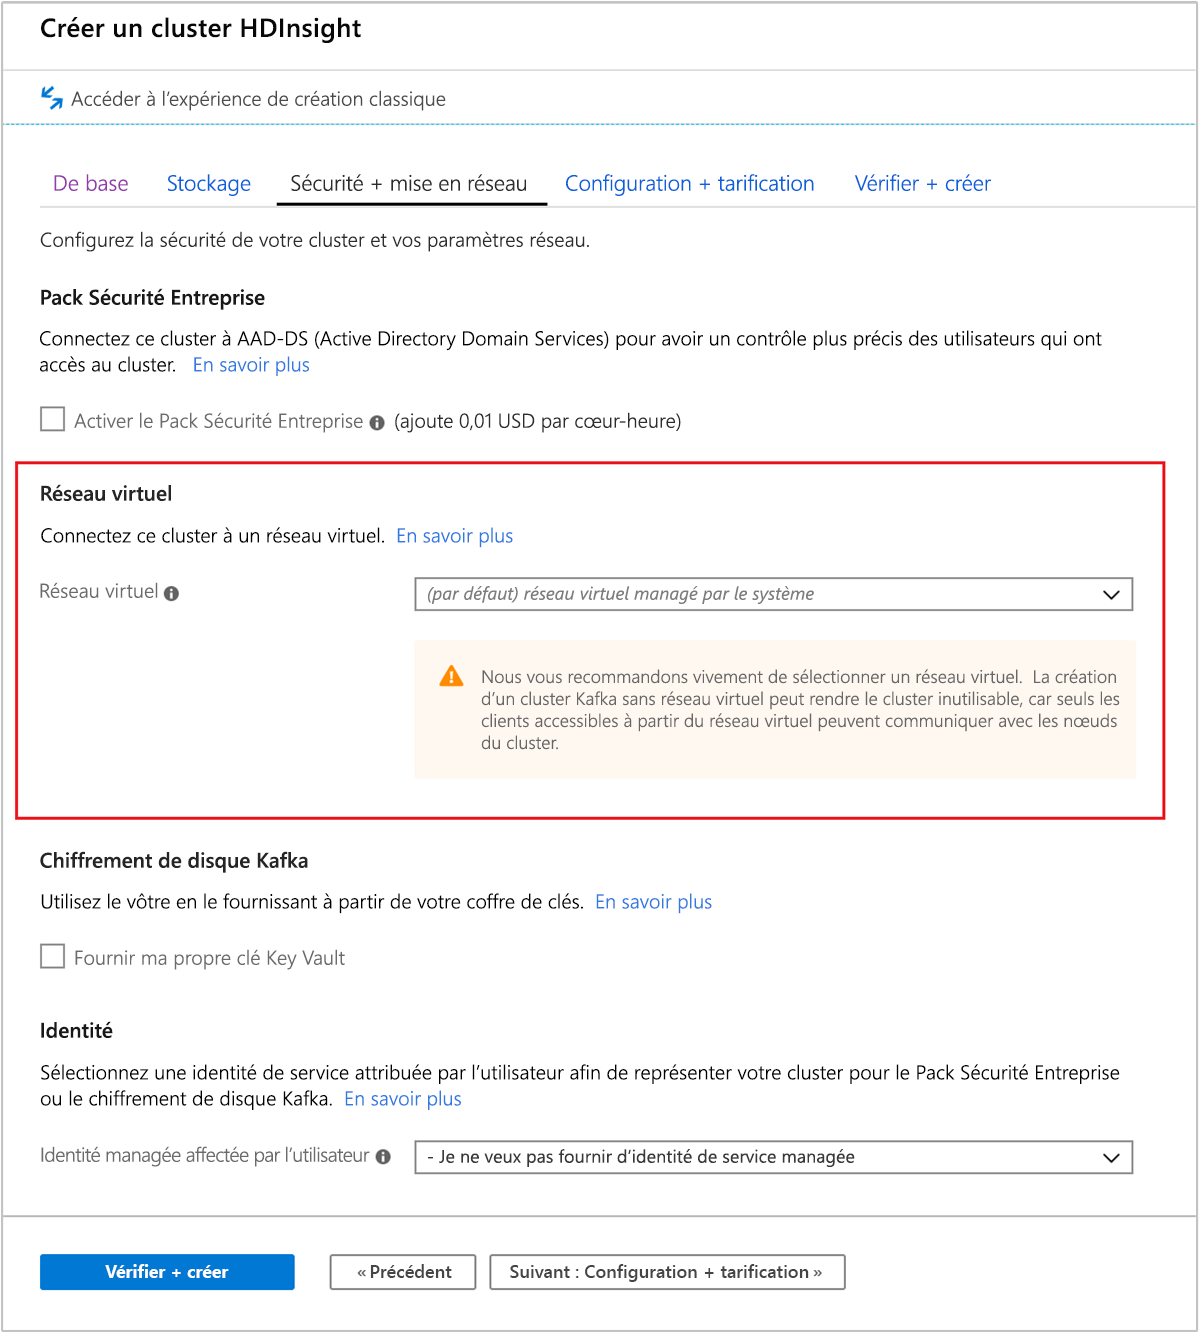 Créer un cluster HDInsight
Accéder à l’expérience de création classique
De base Stockage Sécurité + mise en réseau Configuration + tarification Vérifier + créer
Configurez la sécurité de votre cluster et vos paramètres réseau.
Pack Sécurité Entreprise
Connectez ce cluster à AAD-DS (Active Directory Domain Services) pour avoir un contrôle plus précis des utilisateurs qui ont
accès au cluster. En savoir plus
Activer le Pack Sécurité Entreprise (ajoute 0,01 USD par cœur-heure)
Réseau virtuel
Connectez ce cluster à un réseau virtuel. En savoir plus
Réseau virtuel (par défaut) réseau virtuel managé par le système
Nous vous recommandons vivement de sélectionner un réseau virtuel. La création
d’un cluster Kafka sans réseau virtuel peut rendre le cluster inutilisable, car seuls les
clients accessibles à partir du réseau virtuel peuvent communiquer avec les nœuds
du cluster.
Chiffrement de disque Kafka
Utilisez le vôtre en le fournissant à partir de votre coffre de clés. En savoir plus
Fournir ma propre clé Key Vault
Identité
Sélectionnez une identité de service attribuée par l’utilisateur afin de représenter votre cluster pour le Pack Sécurité Entreprise
ou le chiffrement de disque Kafka. En savoir plus
Identité managée affectée par l’utilisateur - Je ne veux pas fournir d’identité de service managée
Vérifier + créer « Précédent Suivant : Configuration + tarification »